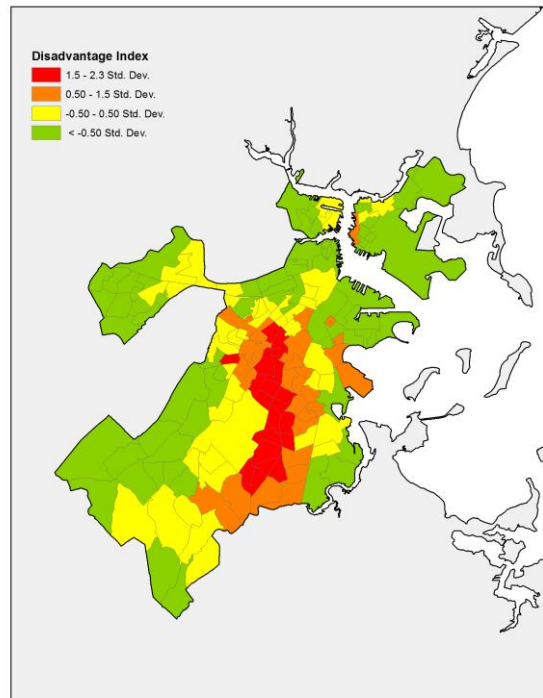 Disadvantage Index
1.5 - 2.3 Std. Dev.
0.50 - 1.5 Std. Dev.
-0.50 - 0.50 Std. Dev.
< -0.50 Std. Dev.